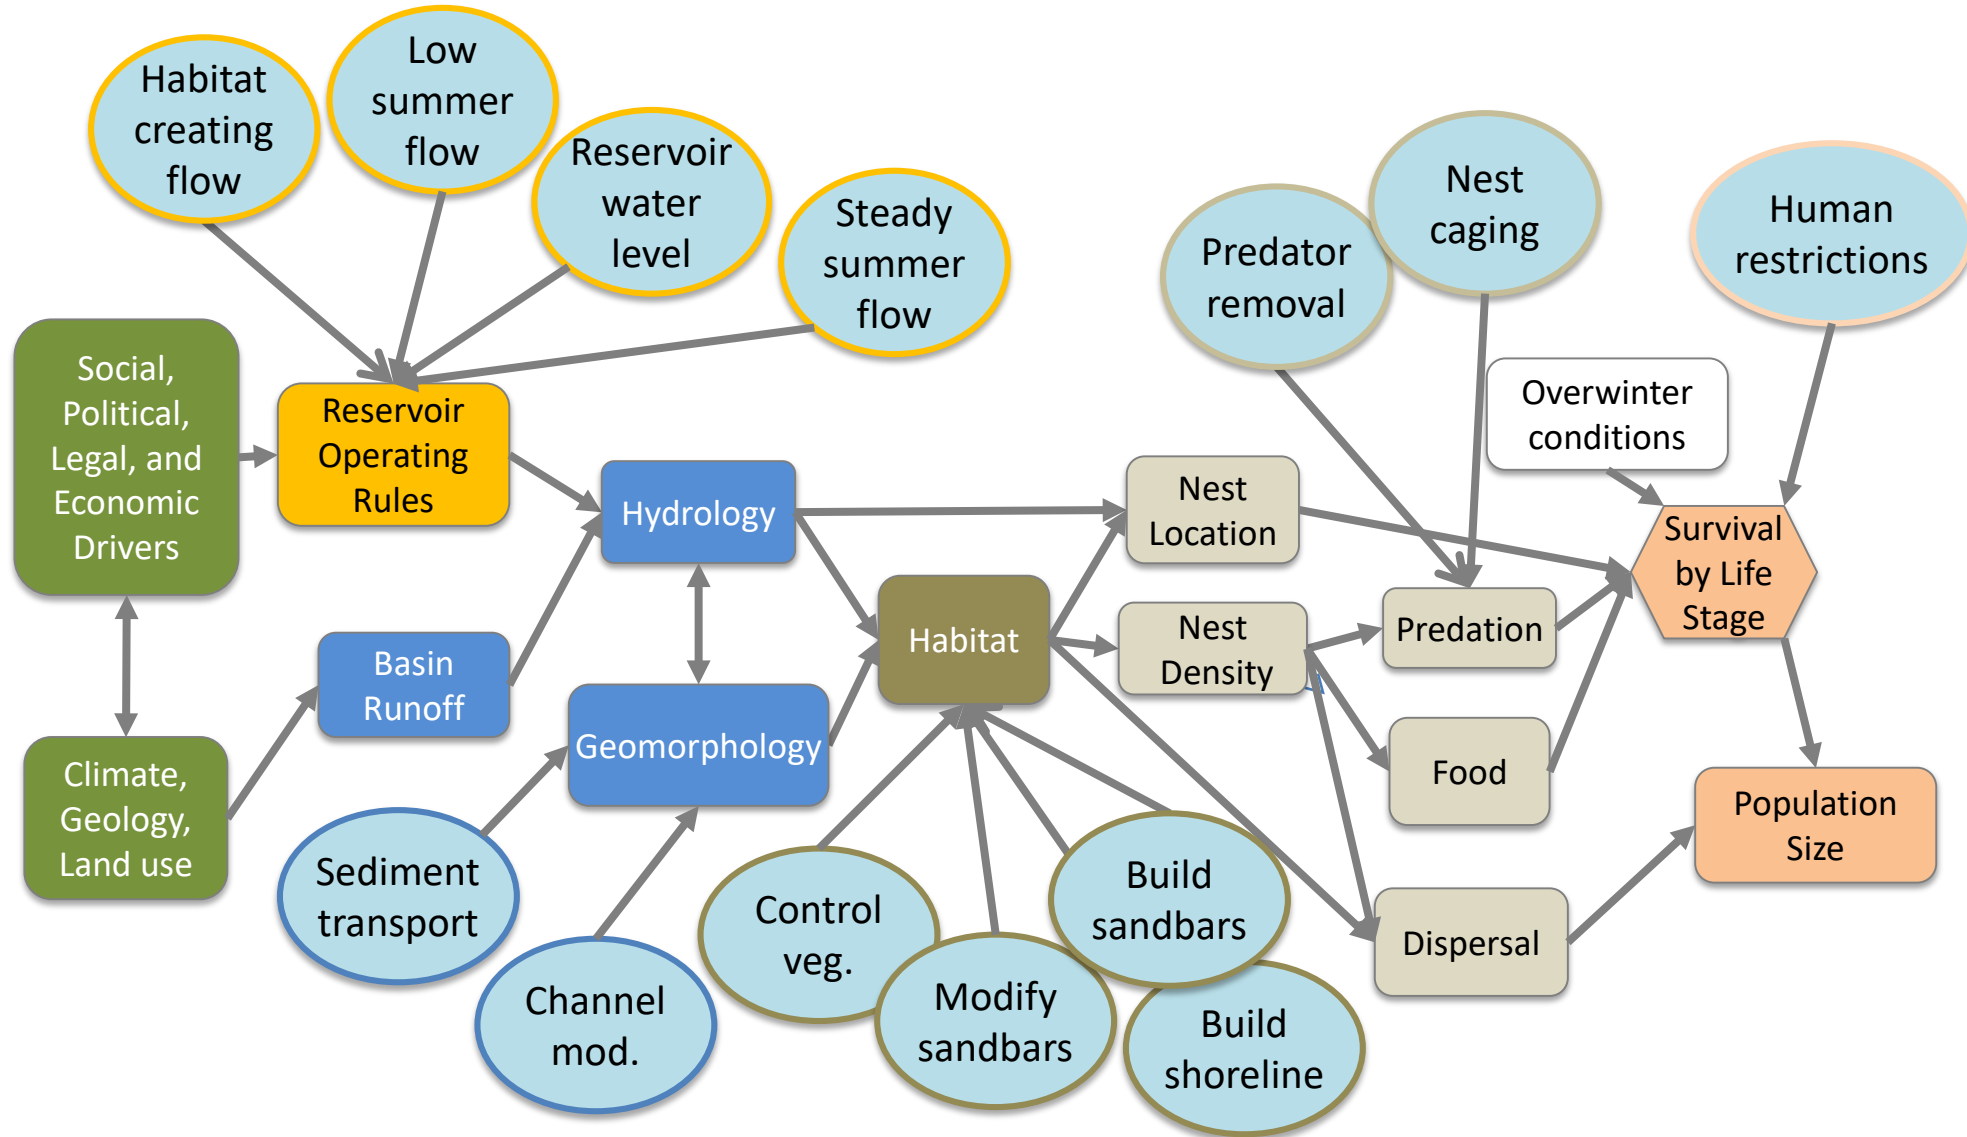 Habitat
creating
flow
Low
summer
flow
Reservoir
water
level
Steady
summer
flow
Predator
removal
Nest
caging
Human
restrictions
Social,
Political,
Legal, and
Economic
Drivers
Reservoir
Operating
Rules
Hydrology
Nest
Location
Overwinter
conditions
Survival
by Life
Stage
Basin
Runoff
Habitat
Nest
Density
Predation
Climate,
Geology,
Land use
Geomorphology
Food
Population
Size
Sediment
transport
Channel
mod.
Control
veg.
Modify
sandbars
Build
sandbars
Build
shoreline
Dispersal